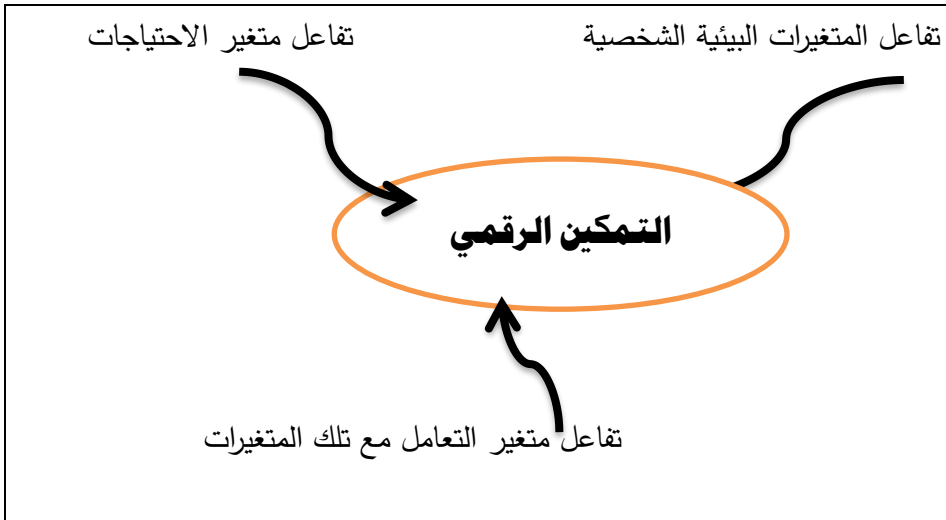 تفاعل المتغيرات البيئية الشخصية
تفاعل متغير الاحتياجات
التمكين الرقمي
تفاعل متغير التعامل مع تلك المتغيرات